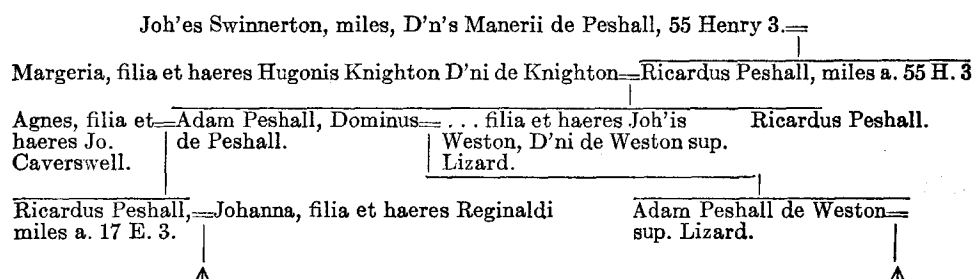 Joh'es Swinnerton, miles, D'n's Manerii de Peshall, 55 Henry 3.
Margeria, filia et haeres Hugonis Knighton D'ni de Knighton=Ricardus Peshall, miles a. 55 H. 3
Agnes, filia et=Adam Peshall, Dominus=. . . filia et haeres Joh'is Ricardus Peshall.
haeres Jo. de Peshall. Weston, D'ni de Weston sup.
Caverswell. Lizard.
Ricardus Peshall,=Johanna, filia et haeres Reginaldi Adam Peshall de Weston=
miles a. 17 E. 3. sup. Lizard.